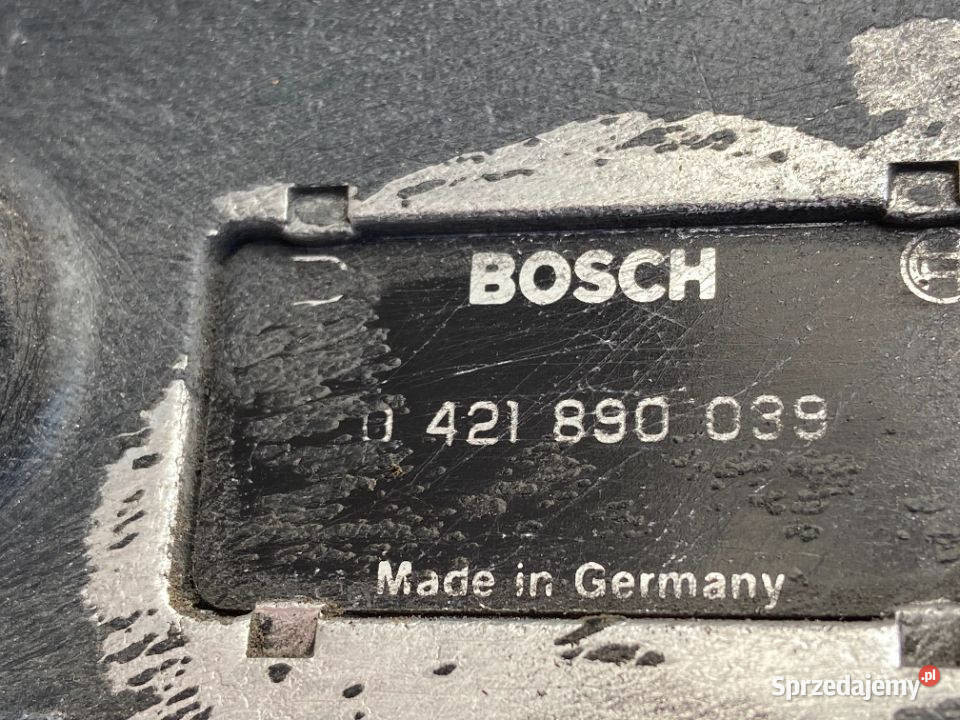 BOSCH
0 421 890 039
Made in Germany
Sprzedajemy.pl